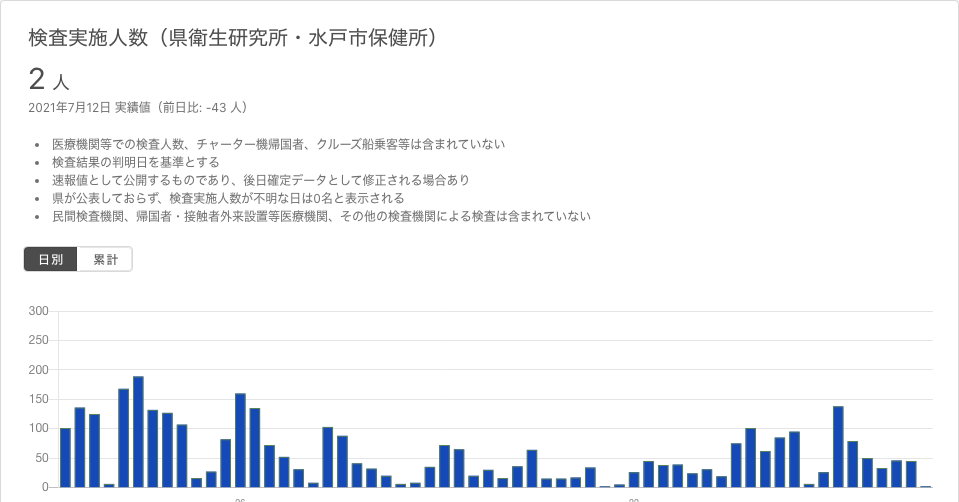 検査実施人数（県衛生研究所・水戸市保健所）
2 人
2021年7月12日 実績値（前日比: -43 人）
• 医療機関等での検査人数、チャーター機帰国者、クルーズ船乗客等は含まれていない
• 検査結果の判明日を基準とする
• 速報値として公開するものであり、後日確定データとして修正される場合あり
• 県が公表しておらず、検査実施人数が不明な日は0名と表示される
• 民間検査機関、帰国者・接触者外来設置等医療機関、その他の検査機関による検査は含まれていない
日別 累計
300
250
200
150
100
50
0